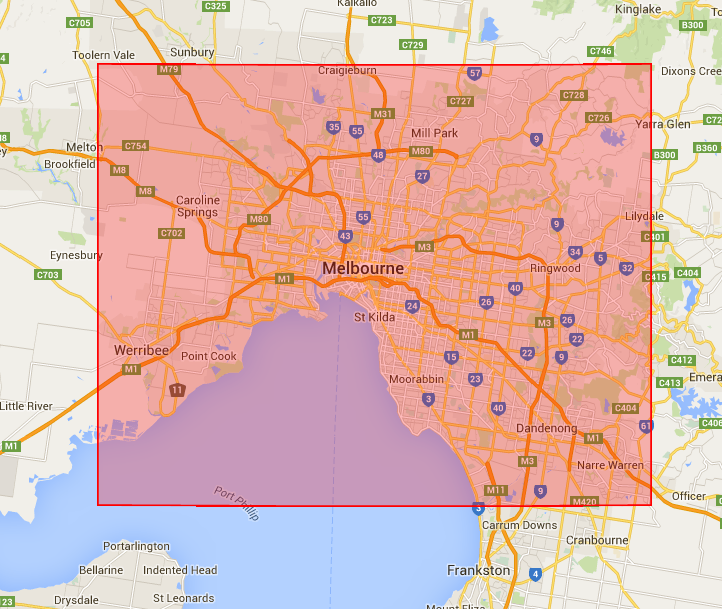 Kalkallo
Kinglake
C325
C705
C723
B300
C729
C746
Toolern Vale
Sunbury
M79
Craigieburn
57
Dixons Cree
C728
C727
C726
M31
35
55
Mill Park
Yarra Glen
C72
9
C754
Melton
Brookfield
48
M80
B300
B360
M8
27
M8
Caroline
Springs
M80
55
Lilydale
9
C702
43
C401
M3
34
5
Eynesbury
Melbourne
Ringwood
32
C703
M1
C415
C404
40
24
26
St Kilda
M3
26
M1
22
Werribee
Point Cook
15
22
9
C412
M1
Moorabbin
23
Emera
C413
11
3
40
C404
Little River
C406
Dandenong
61
M1
M1
M3
Narre Warren
M11
9
M420
Officer
Port Phillip
3
Carrum Downs
Portarlington
Cranbourne
Bellarine
Indented Head
Frankston
4
123
Drysdale
St Leonards
Mount Eliza